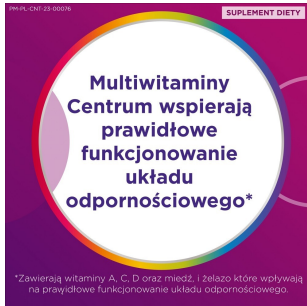 PM-PL-CNT-23-00076
SUPLEMENT DIETY
Multiwitaminy
Centrum wspierają
prawidłowe
funkcjonowanie
układu
odpornościowego*
*Zawierają witaminy A, C, D oraz miedź, i żelazo które wpływają
na prawidłowe funkcjonowanie układu odpornościowego.